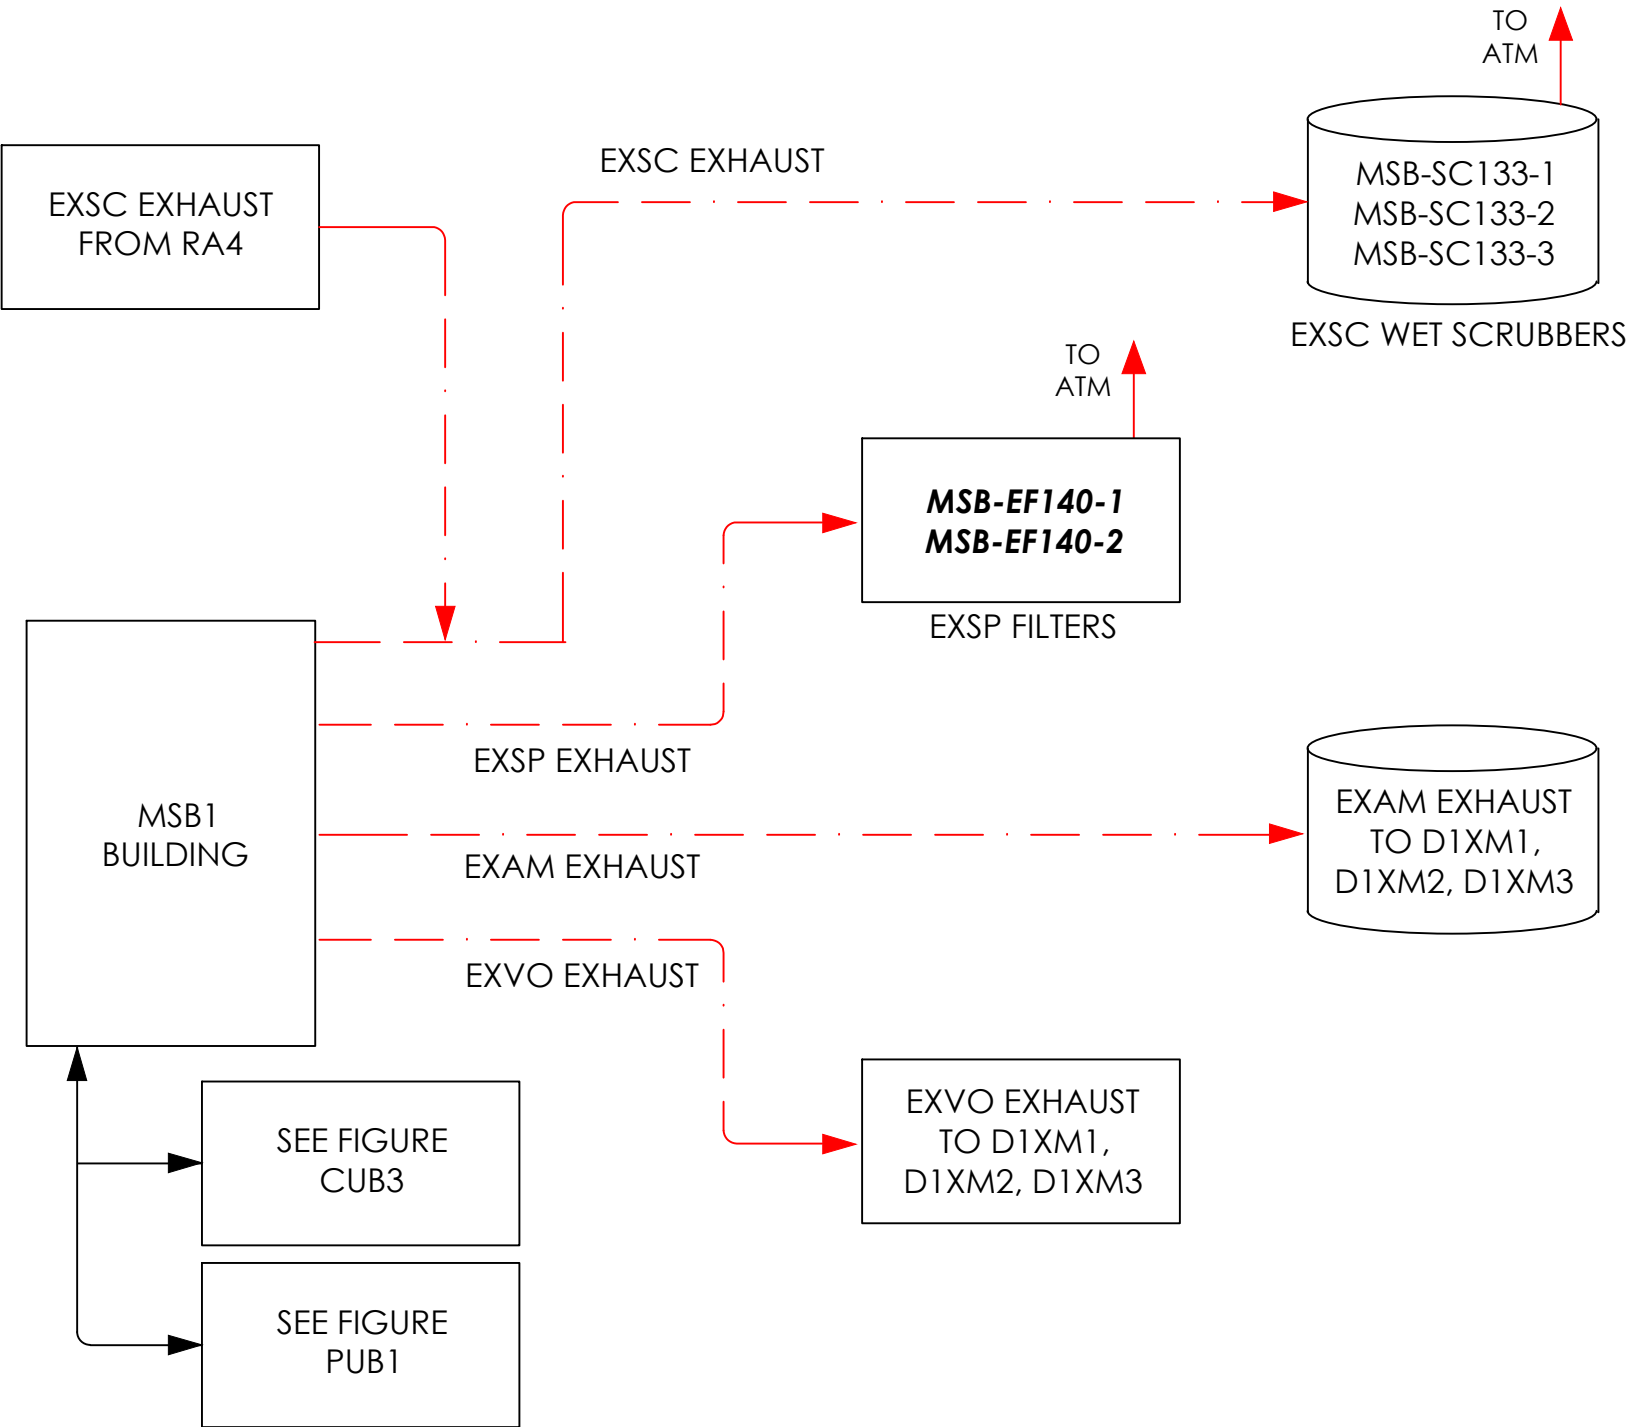 TO
ATM
EXSC EXHAUST
EXSC EXHAUST
FROM RA4
MSB-SC133-1
MSB-SC133-2
MSB-SC133-3
EXSC WET SCRUBBERS
TO
ATM
MSB-EF140-1
MSB-EF140-2
EXSP FILTERS
EXSP EXHAUST
MSB1
BUILDING
EXAM EXHAUST
TO D1XM1,
D1XM2, D1XM3
EXAM EXHAUST
EXVO EXHAUST
EXVO EXHAUST
TO D1XM1,
D1XM2, D1XM3
SEE FIGURE
CUB3
SEE FIGURE
PUB1